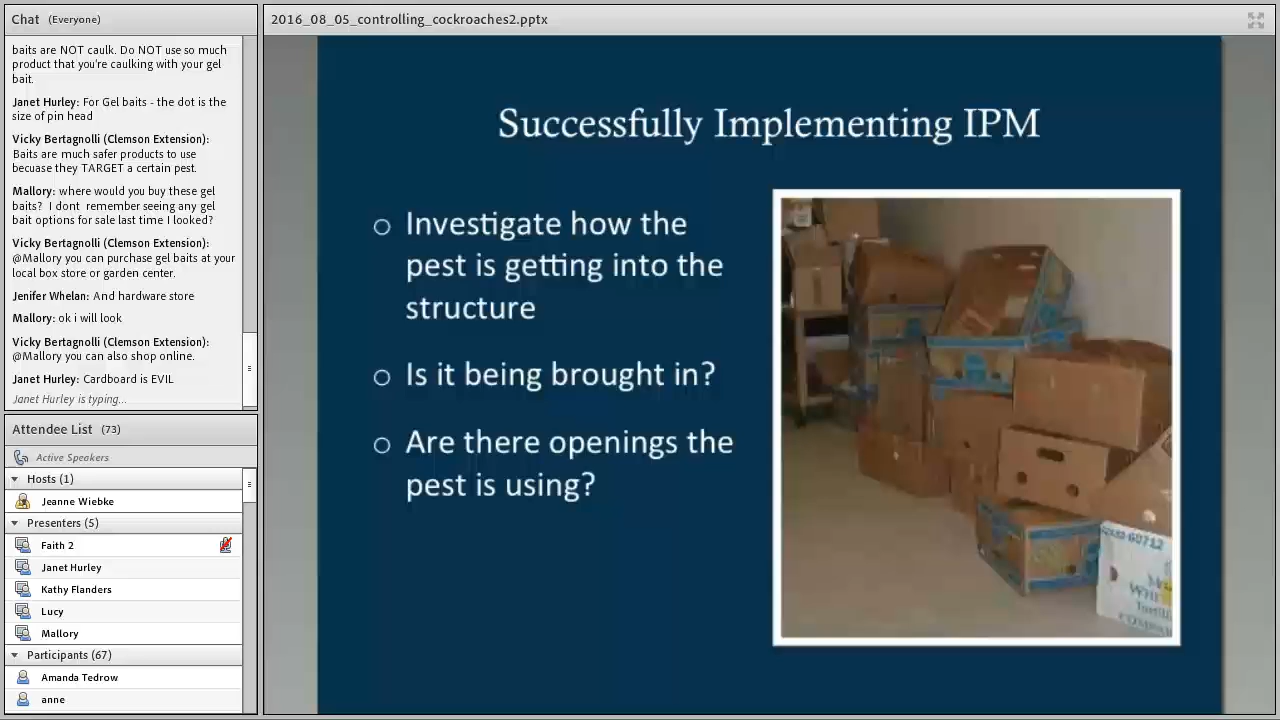 Chat (Everyone)
baits are NOT caulk. Do NOT use so much
product that you're caulking with your gel
bait.
Janet Hurley: For Gel baits - the dot is the
size of pin head
Vicky Bertagnolli (Clemson Extension):
Baits are much safer products to use
becuase they TARGET a certain pest.
Mallory: where would you buy these gel
baits? I dont remember seeing any gel
bait options for sale last time I looked?
Vicky Bertagnolli (Clemson Extension):
@Mallory you can purchase gel baits at your
local box store or garden center.
Jenifer Whelan: And hardware store
Mallory: ok i will look
Vicky Bertagnolli (Clemson Extension):
@Mallory you can also shop online.
Janet Hurley: Cardboard is EVIL
Janet Hurley is typing...
Attendee List (73)
Active Speakers
Hosts (1)
Jeanne Wiebke
Presenters (5)
Faith 2
Janet Hurley
Kathy Flanders
Lucy
Mallory
Participants (67)
Amanda Tedrow
anne
2016_08_05_controlling_cockroaches2.pptx
Successfully Implementing IPM
Investigate how the
pest is getting into the
structure
Is it being brought in?
Are there openings the
pest is using?